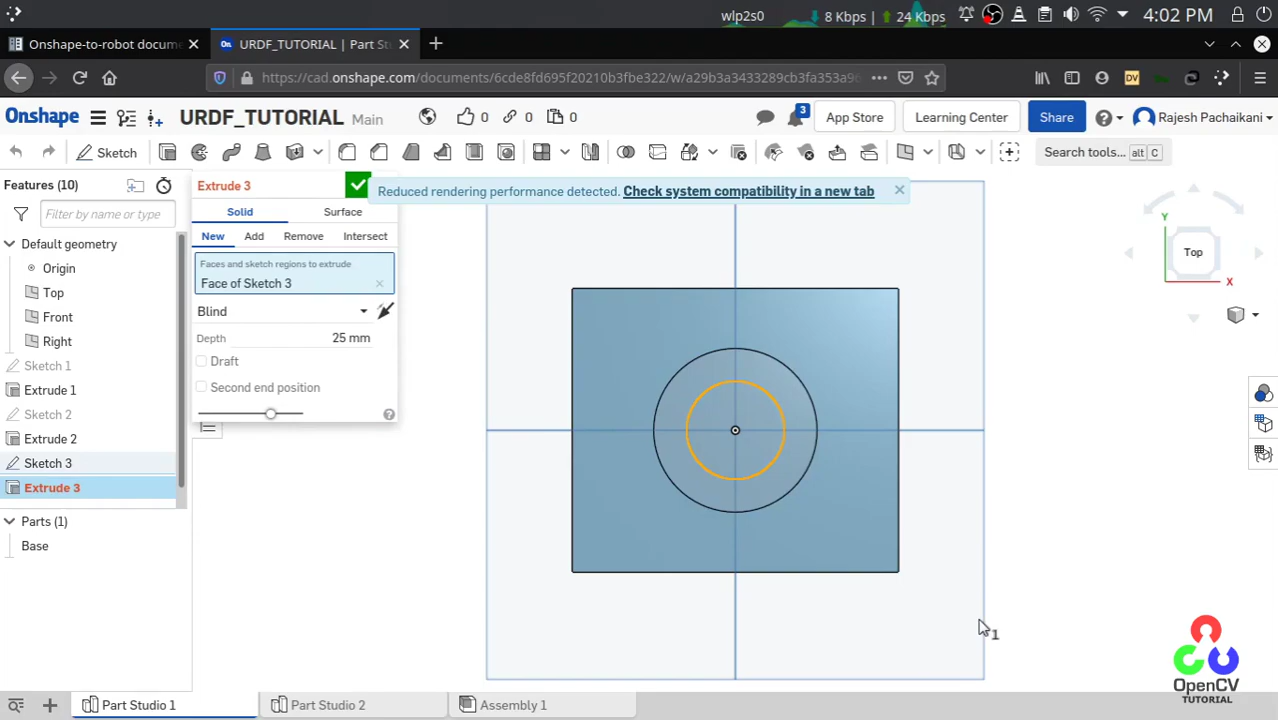 wlp2s0 8 Kbps 24 Kbps 4:02 PM
Onshape-to-robot docume
On URDF_TUTORIAL | Part Stu
https://cad.onshape.com/documents/6cde8fd695f20210b3fbe322/w/a29b3a3433289cb3fa353a9
DV
Onshape URDF_TUTORIAL Main 0 0 0 3 App Store Learning Center Share Rajesh Pachaikani
Sketch Search tools... alt C
Features (10)
Filter by name or type
Default geometry
Origin
Top
Front
Right
Sketch 1
Extrude 1
Sketch 2
Extrude 2
Sketch 3
Extrude 3
Parts (1)
Base
Extrude 3
Solid Surface
New Add Remove Intersect
Faces and sketch regions to extrude
Face of Sketch 3
Blind
Depth 25 mm
Draft
Second end position
Reduced rendering performance detected. Check system compatibility in a new tab
Y
Top
X
1
OpenCV
TUTORIAL
Part Studio 1 Part Studio 2 Assembly 1